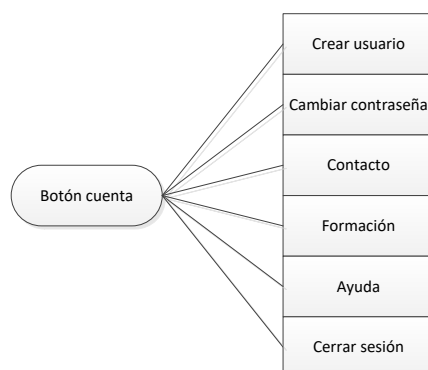 Crear usuario
Cambiar contraseña
Contacto
Botón cuenta
Formación
Ayuda
Cerrar sesión